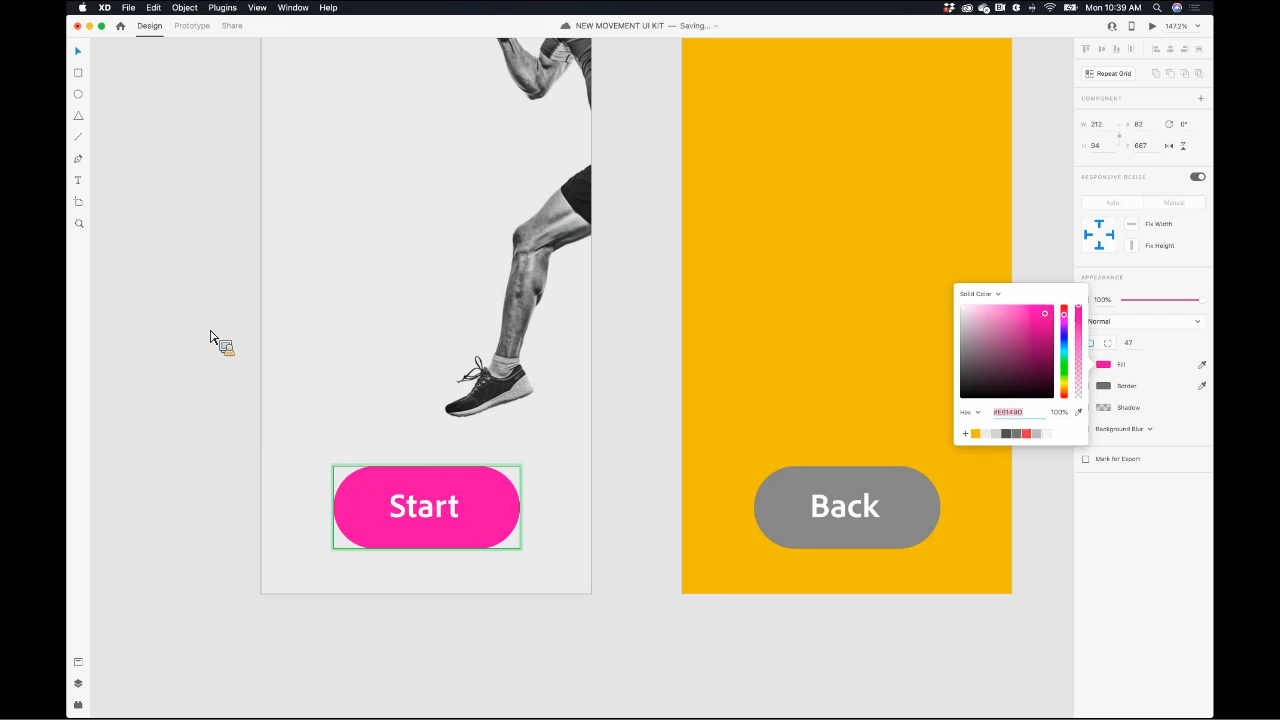 XD File Edit Object Plugins View Window Help
Mon 10:39 AM
Design Prototype Share
NEW MOVEMENT UI KIT — Saving...
147.2%
Repeat Grid
COMPONENT
W 212 X 82 0°
H 94 Y 667
RESPONSIVE RESIZE
Auto Manual
Fix Width
Fix Height
APPEARANCE
100%
Normal
47
Fill
Border
Shadow
Background Blur
Mark for Export
Solid Color
Hex #E6149D 100%
Start
Back
T